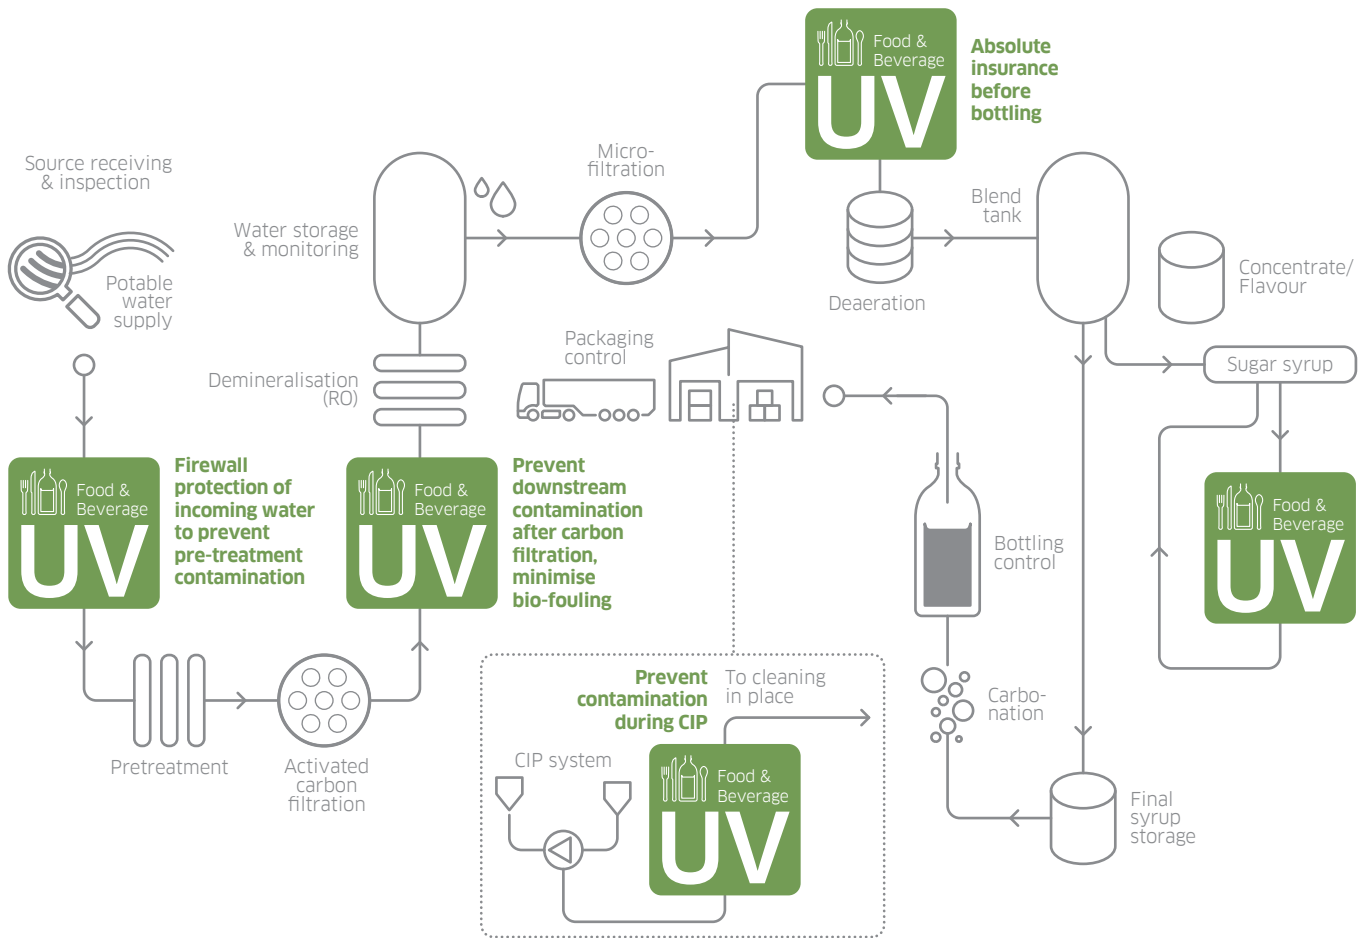 Source receiving
& inspection
Potable
water
supply
Food &
Beverage
UV
Firewall
protection of
incoming water
to prevent
pre-treatment
contamination
Pretreatment
Activated
carbon
filtration
Food &
Beverage
UV
Prevent
downstream
contamination
after carbon
filtration,
minimise
bio-fouling
Demineralisation
(RO)
Water storage
& monitoring
Micro-
filtration
Food &
Beverage
UV
Absolute
insurance
before
bottling
Deaeration
Blend
tank
Concentrate/
Flavour
Sugar syrup
Food &
Beverage
UV
Final
syrup
storage
Carbo-
nation
Bottling
control
Packaging
control
Prevent
contamination
during CIP
To cleaning
in place
CIP system
Food &
Beverage
UV